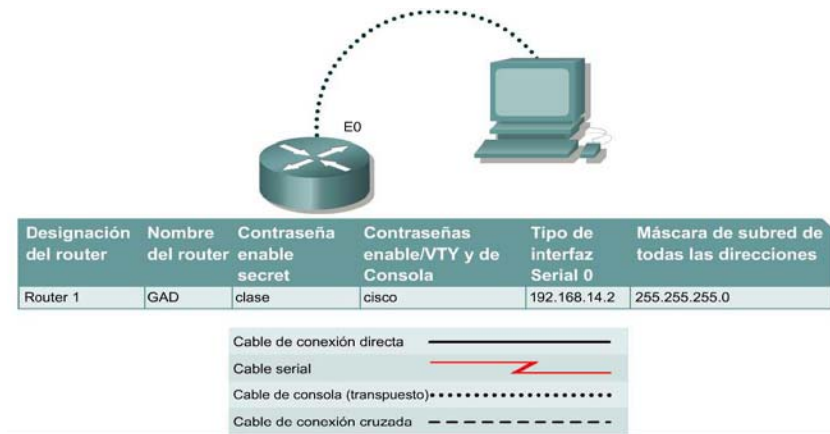 E0
Designación del router
Nombre del router
Contraseña enable secret
Contraseñas enable/VTY y de Consola
Tipo de interfaz Serial 0
Máscara de subred de todas las direcciones
Router 1 GAD clase cisco 192.168.14.2 255.255.255.0
Cable de conexión directa
Cable serial
Cable de consola (transpuesto)
Cable de conexión cruzada